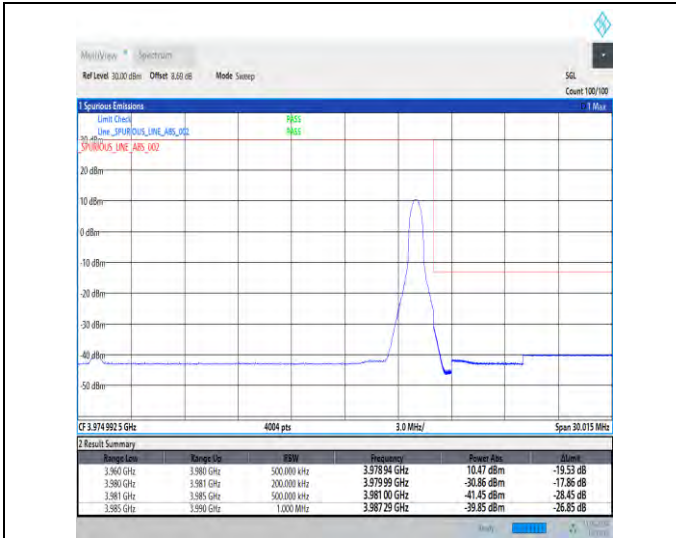 MultiView Spectrum
Ref Level 30.00 dBm Offset 8.69 dB Mode Sweep SGL
Count 100/100
1 Spurious Emissions 1 Max
Limit Check PASS
Line _SPURIOUS_LINE_ABS_002 PASS
30 dBm
_SPURIOUS_LINE_ABS_002
20 dBm
10 dBm
0 dBm
-10 dBm
-20 dBm
-30 dBm
-40 dBm
-50 dBm
CF 3.974 992 5 GHz 4004 pts 3.0 MHz/ Span 30.015 MHz
2 Result Summary
Range Low Range Up RBW Frequency Power Abs ΔLimit
3.960 GHz 3.980 GHz 500.000 kHz 3.978 94 GHz 10.47 dBm -19.53 dB
3.980 GHz 3.981 GHz 200.000 kHz 3.979 99 GHz -30.86 dBm -17.86 dB
3.981 GHz 3.985 GHz 500.000 kHz 3.981 00 GHz -41.45 dBm -28.45 dB
3.985 GHz 3.990 GHz 1.000 MHz 3.987 29 GHz -39.85 dBm -26.85 dB
Ready